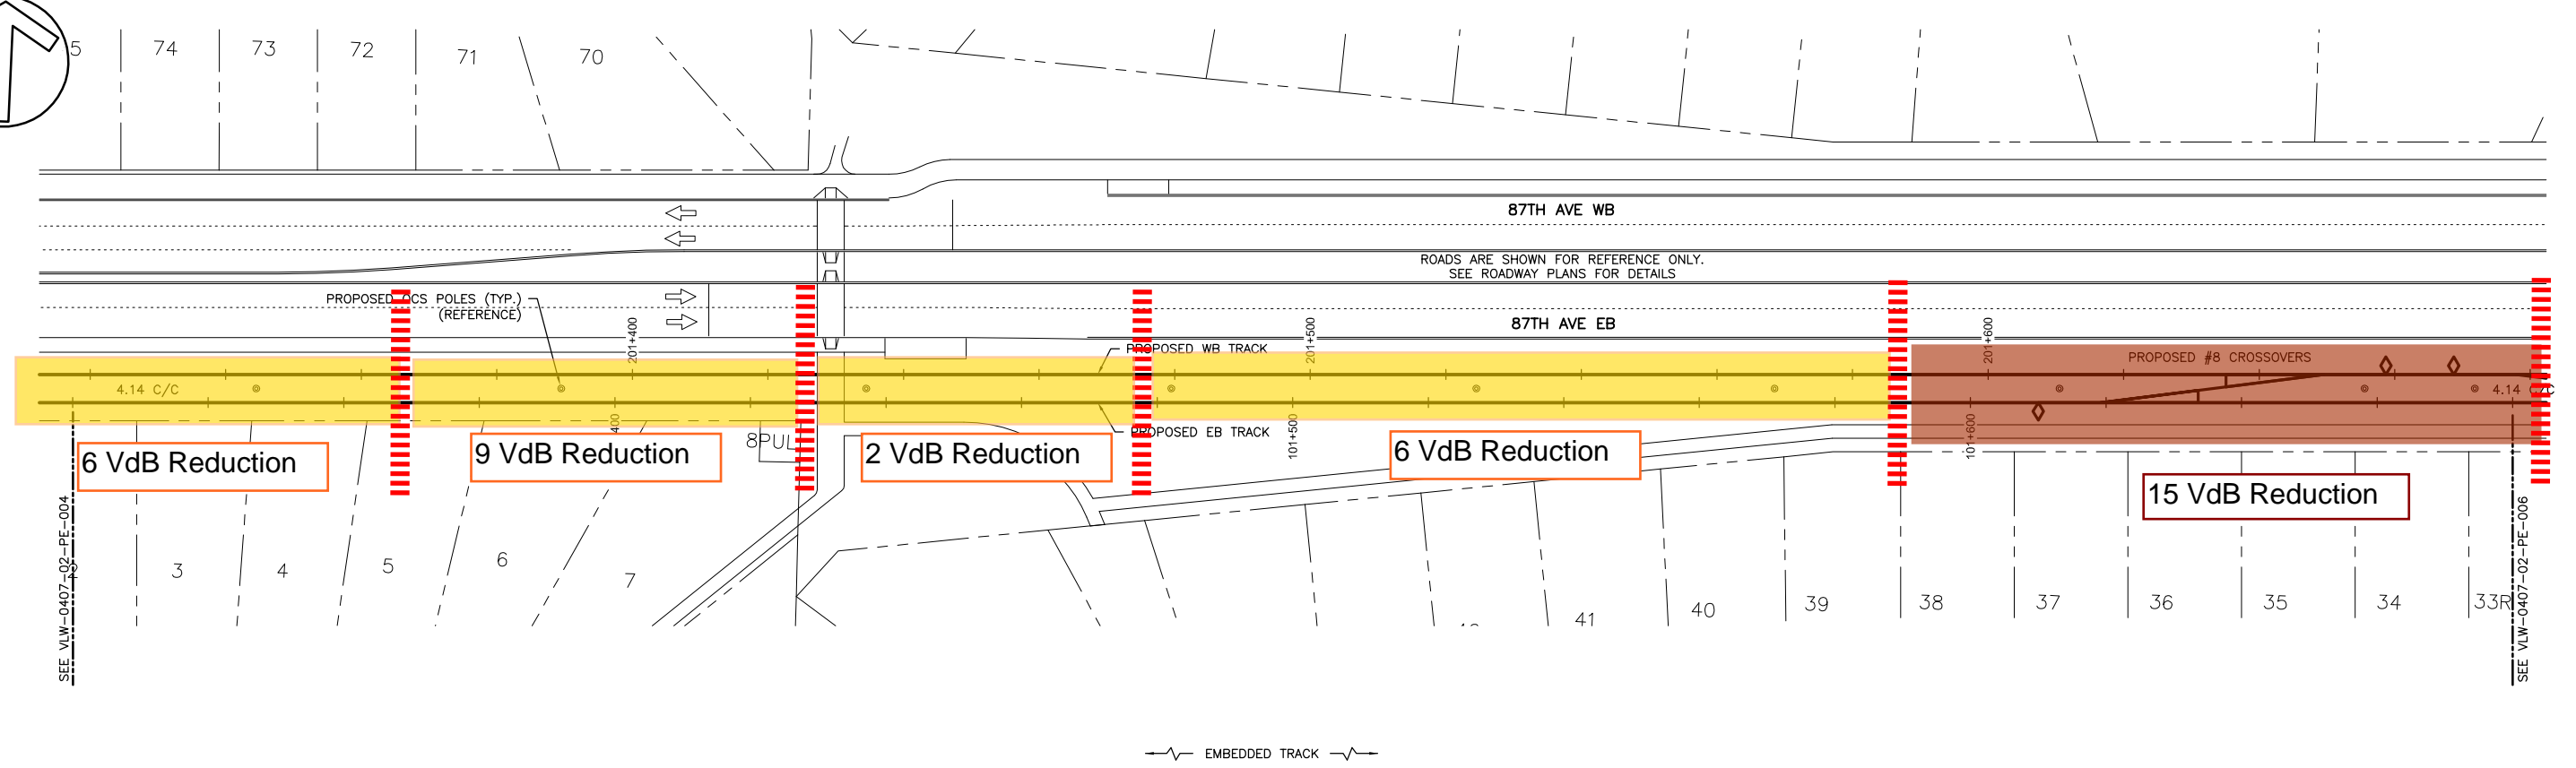 5
74
73
72
71
70
87TH AVE WB
ROADS ARE SHOWN FOR REFERENCE ONLY.
SEE ROADWAY PLANS FOR DETAILS
PROPOSED OCS POLES (TYP.)
(REFERENCE)
87TH AVE EB
201+400
201+500
201+600
PROPOSED WB TRACK
PROPOSED #8 CROSSOVERS
4.14 C/C
4.14 C/C
PROPOSED EB TRACK
400
101+500
101+600
8PUL
6 VdB Reduction
9 VdB Reduction
2 VdB Reduction
6 VdB Reduction
15 VdB Reduction
SEE VLW-0407-02-PE-004
SEE VLW-0407-02-PE-006
2
3
4
5
6
7
41
40
39
38
37
36
35
34
33R
EMBEDDED TRACK